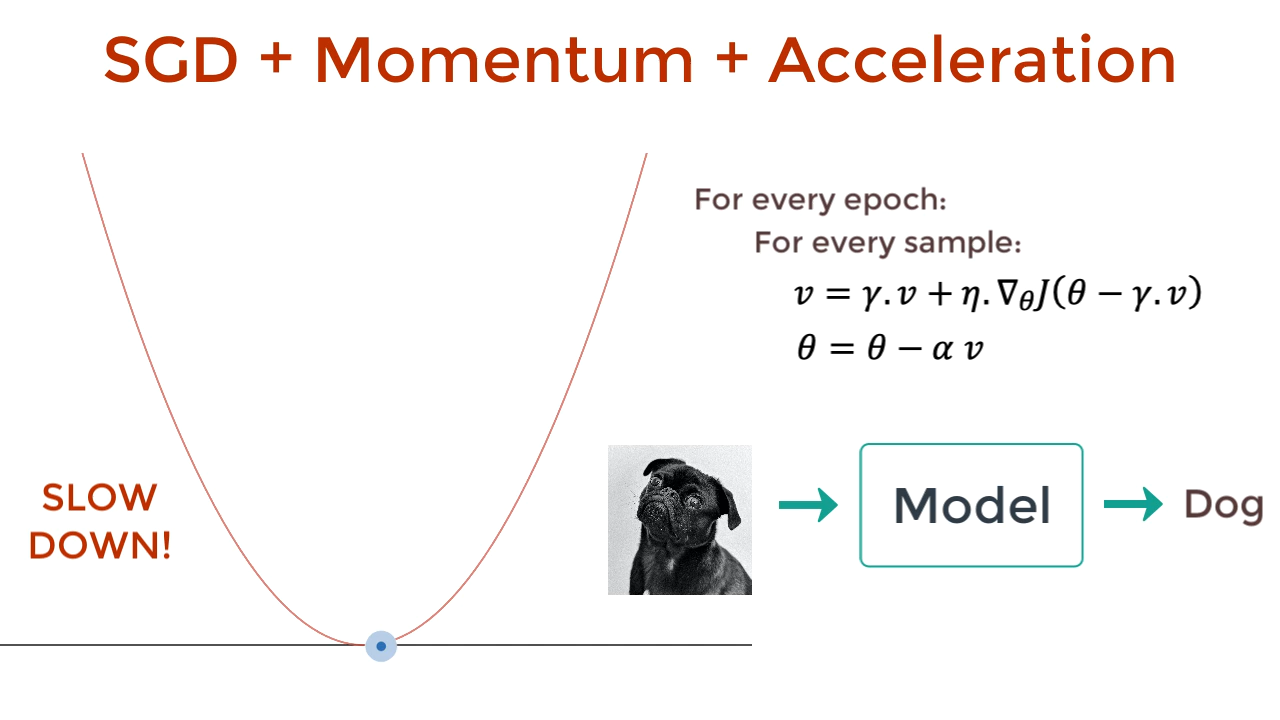 SGD + Momentum + Acceleration
For every epoch:
For every sample:
v = γ.v + η.∇θJ(θ − γ.v)
θ = θ − α v
SLOW
DOWN!
Model
Dog